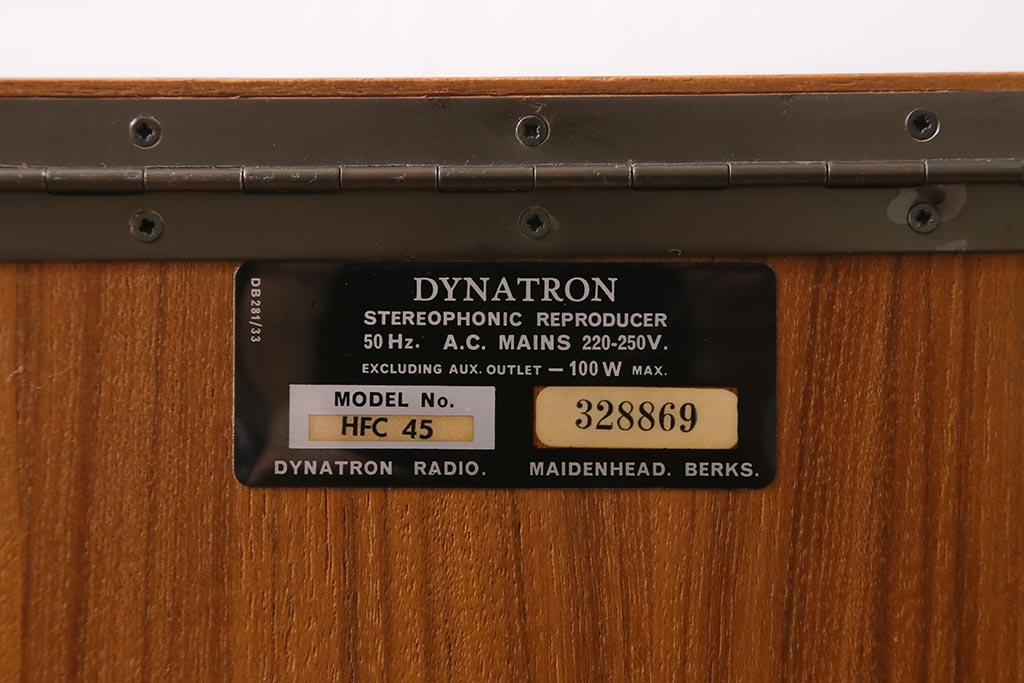 DB281/33
DYNATRON
STEREOPHONIC REPRODUCER
50 Hz. A.C. MAINS 220-250V.
EXCLUDING AUX. OUTLET — 100 W MAX.
MODEL No.
HFC 45
328869
DYNATRON RADIO. MAIDENHEAD. BERKS.